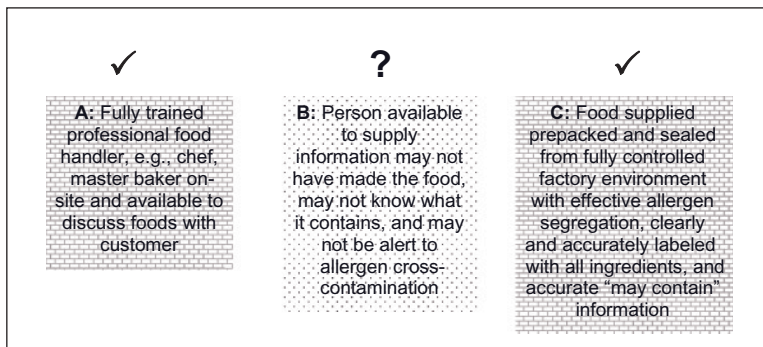 ✓
?
✓
A: Fully trained
professional food
handler, e.g., chef,
master baker on-
site and available to
discuss foods with
customer
B: Person available
to supply
information may not
have made the food,
may not know what
it contains, and may
not be alert to
allergen cross-
contamination
C: Food supplied
prepacked and sealed
from fully controlled
factory environment
with effective allergen
segregation, clearly
and accurately labeled
with all ingredients, and
accurate “may contain”
information